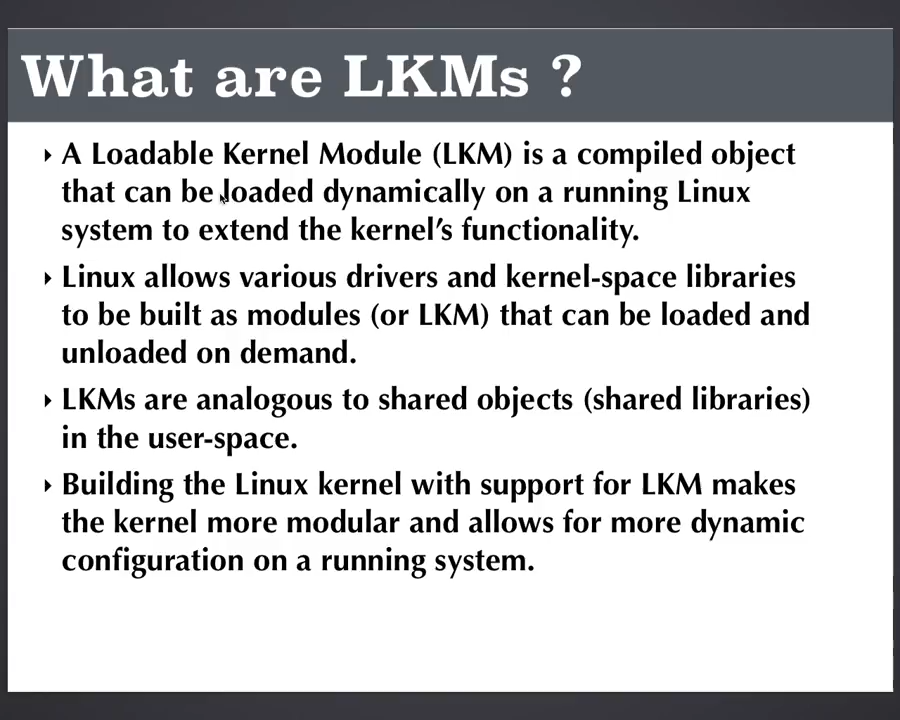 What are LKMs ?
‣ A Loadable Kernel Module (LKM) is a compiled object
that can be loaded dynamically on a running Linux
system to extend the kernel’s functionality.
‣ Linux allows various drivers and kernel-space libraries
to be built as modules (or LKM) that can be loaded and
unloaded on demand.
‣ LKMs are analogous to shared objects (shared libraries)
in the user-space.
‣ Building the Linux kernel with support for LKM makes
the kernel more modular and allows for more dynamic
configuration on a running system.